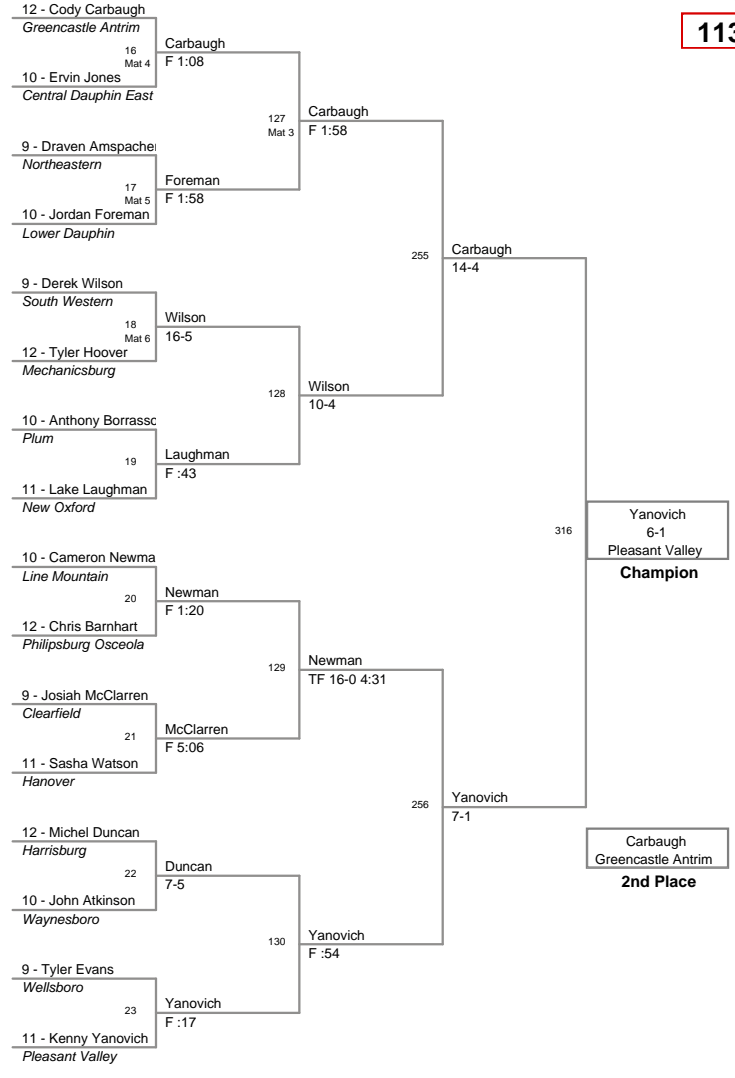 113
12 - Cody Carbaugh
Greencastle Antrim
16
Mat 4
Carbaugh
F 1:08
10 - Ervin Jones
Central Dauphin East
127
Mat 3
Carbaugh
F 1:58
9 - Draven Amspacher
Northeastern
17
Mat 5
Foreman
F 1:58
10 - Jordan Foreman
Lower Dauphin
255
Carbaugh
14-4
9 - Derek Wilson
South Western
18
Mat 6
Wilson
16-5
12 - Tyler Hoover
Mechanicsburg
128
Wilson
10-4
10 - Anthony Borrassc
Plum
19
Laughman
F :43
11 - Lake Laughman
New Oxford
316
Yanovich
6-1
Pleasant Valley
Champion
10 - Cameron Newma
Line Mountain
20
Newman
F 1:20
12 - Chris Barnhart
Philipsburg Osceola
129
Newman
TF 16-0 4:31
9 - Josiah McClarren
Clearfield
21
McClarren
F 5:06
11 - Sasha Watson
Hanover
256
Yanovich
7-1
12 - Michel Duncan
Harrisburg
22
Duncan
7-5
10 - John Atkinson
Waynesboro
130
Yanovich
F :54
9 - Tyler Evans
Wellsboro
23
Yanovich
F :17
11 - Kenny Yanovich
Pleasant Valley
Carbaugh
Greencastle Antrim
2nd Place